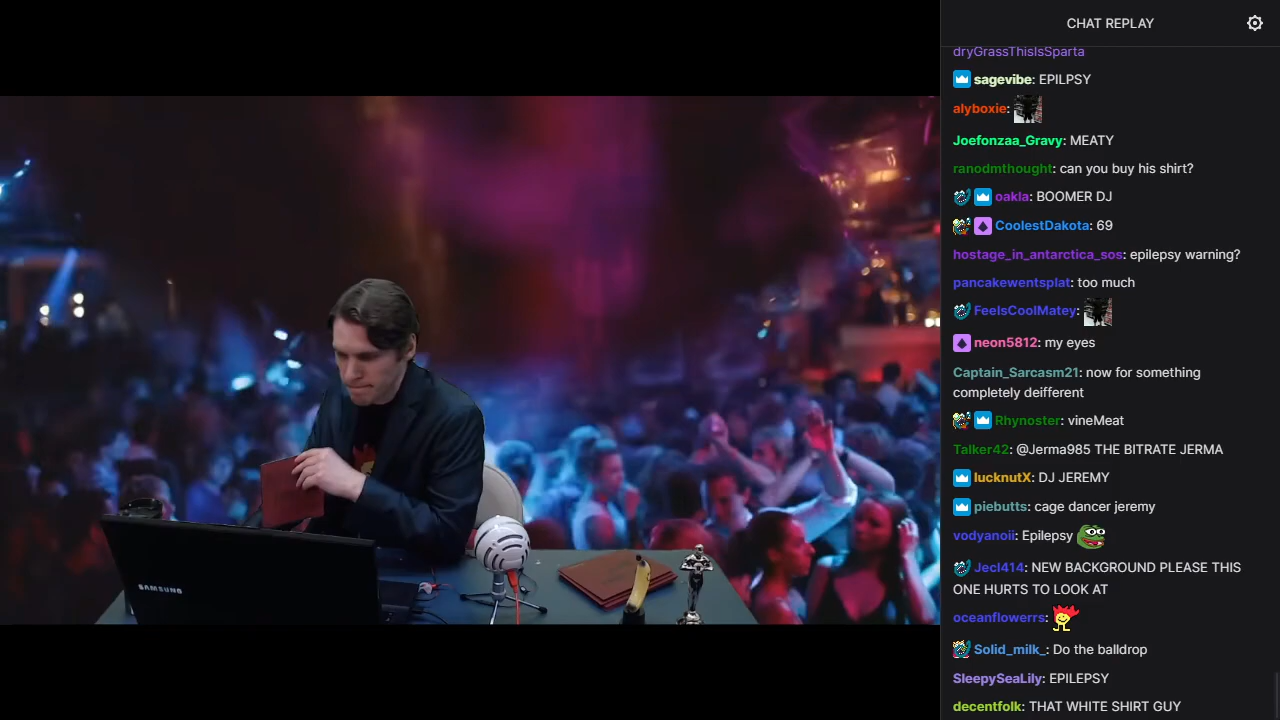 CHAT REPLAY
dryGrassThisIsSparta
sagevibe: EPILPSY
alyboxie:
Joefonzaa_Gravy: MEATY
ranodmthought: can you buy his shirt?
oakla: BOOMER DJ
CoolestDakota: 69
hostage_in_antarctica_sos: epilepsy warning?
pancakewentsplat: too much
FeelsCoolMatey:
neon5812: my eyes
Captain_Sarcasm21: now for something
completely deifferent
Rhynoster: vineMeat
Talker42: @Jerma985 THE BITRATE JERMA
lucknutX: DJ JEREMY
piebutts: cage dancer jeremy
vodyanoii: Epilepsy
Jecl414: NEW BACKGROUND PLEASE THIS
ONE HURTS TO LOOK AT
oceanflowerrs:
Solid_milk_: Do the balldrop
SleepySeaLily: EPILEPSY
decentfolk: THAT WHITE SHIRT GUY
SAMSUNG